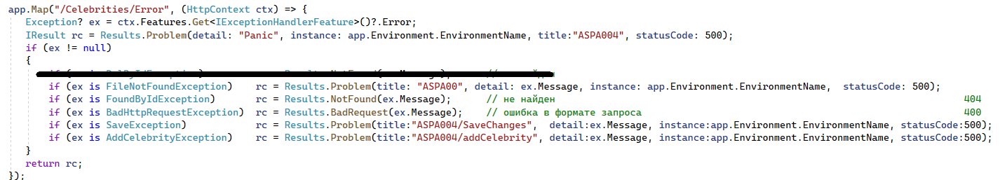 app.Map("/Celebrities/Error", (HttpContext ctx) => {
Exception? ex = ctx.Features.Get<IExceptionHandlerFeature>()?.Error;
IResult rc = Results.Problem(detail: "Panic", instance: app.Environment.EnvironmentName, title:"ASPA004", statusCode: 500);
if (ex != null)
{
if (ex is FileNotFoundException) rc = Results.Problem(title: "ASPA00", detail: ex.Message, instance: app.Environment.EnvironmentName, statusCode: 500);
if (ex is FoundByIdException) rc = Results.NotFound(ex.Message); // не найден 404
if (ex is BadHttpRequestException) rc = Results.BadRequest(ex.Message); // ошибка в формате запроса 400
if (ex is SaveException) rc = Results.Problem(title:"ASPA004/SaveChanges", detail:ex.Message, instance:app.Environment.EnvironmentName, statusCode:500);
if (ex is AddCelebrityException) rc = Results.Problem(title:"ASPA004/addCelebrity", detail:ex.Message, instance:app.Environment.EnvironmentName, statusCode:500);
}
return rc;
});